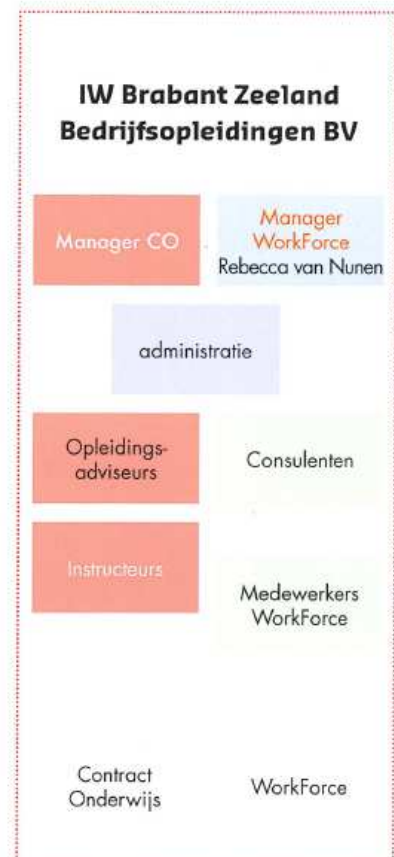 IW Brabant Zeeland
Bedrijfsopleidingen BV
Manager CO
Manager
WorkForce
Rebecca van Nunen
administratie
Opleidings-
adviseurs
Consulenten
Instructeurs
Medewerkers
WorkForce
Contract
Onderwijs
WorkForce